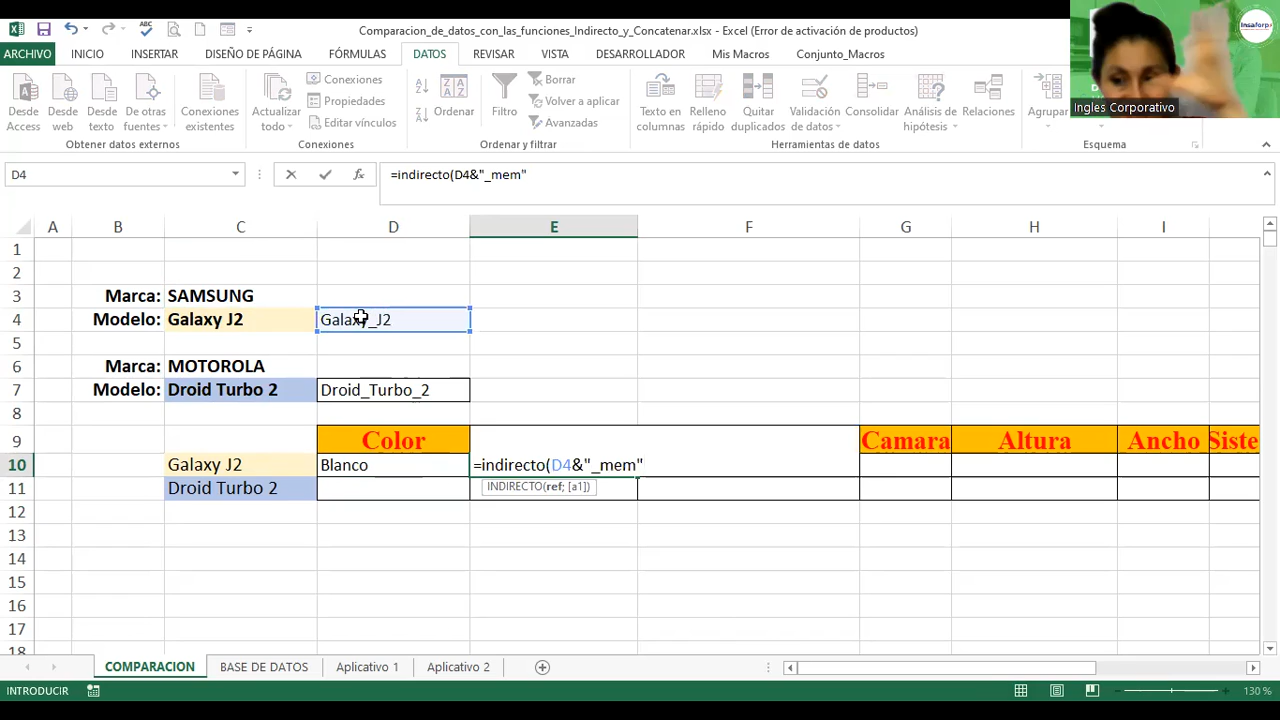 Comparacion_de_datos_con_las_funciones_Indirecto_y_Concatenar.xlsx - Excel (Error de activación de productos)
Insaforp
ARCHIVO INICIO INSERTAR DISEÑO DE PÁGINA FÓRMULAS DATOS REVISAR VISTA DESARROLLADOR Mis Macros Conjunto_Macros
Ingles Corporativo
Desde Access
Desde web
Desde texto
De otras fuentes
Conexiones existentes
Actualizar todo
Conexiones
Propiedades
Editar vínculos
Ordenar
Filtro
Borrar
Volver a aplicar
Avanzadas
Texto en columnas
Relleno rápido
Quitar duplicados
Validación de datos
Consolidar
Análisis de hipótesis
Relaciones
Agrupar
Obtener datos externos Conexiones Ordenar y filtrar Herramientas de datos Esquema
D4 fx =indirecto(D4&"_mem"
A B C D E F G H I
1
2
3 Marca: SAMSUNG
4 Modelo: Galaxy J2 Galaxy_J2
5
6 Marca: MOTOROLA
7 Modelo: Droid Turbo 2 Droid_Turbo_2
8
9 Color Camara Altura Ancho Siste
10 Galaxy J2 Blanco =indirecto(D4&"_mem"
11 Droid Turbo 2 INDIRECTO(ref; [a1])
12
13
14
15
16
17
18
COMPARACION BASE DE DATOS Aplicativo 1 Aplicativo 2
INTRODUCIR 130 %